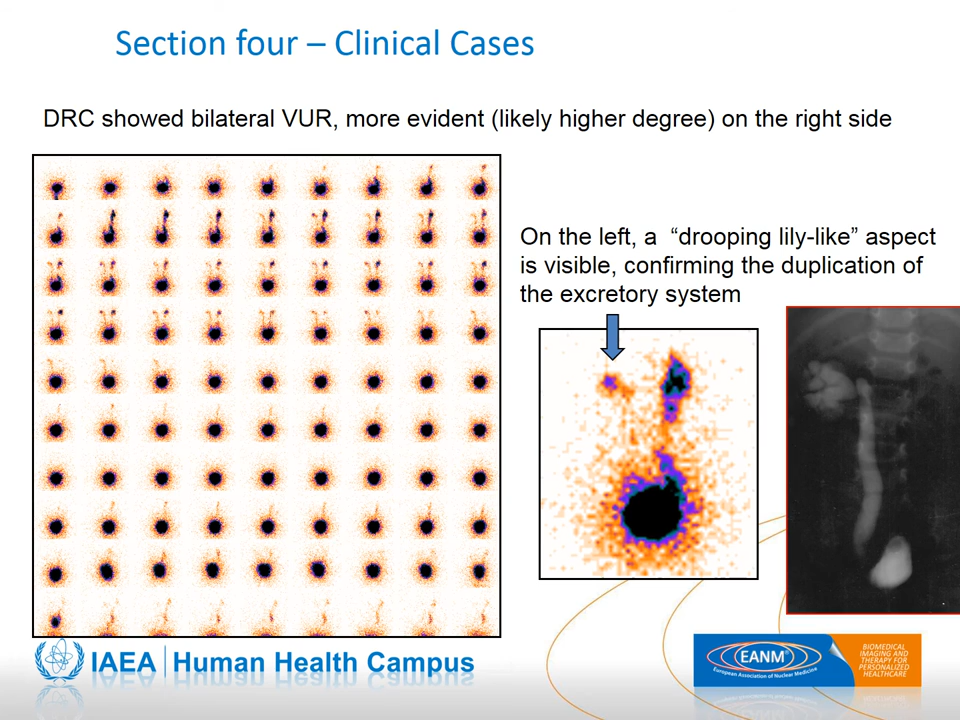 Section four – Clinical Cases
DRC showed bilateral VUR, more evident (likely higher degree) on the right side
On the left, a “drooping lily-like” aspect
is visible, confirming the duplication of
the excretory system
IAEA Human Health Campus
EANM
European Association of Nuclear Medicine
BIOMEDICAL
IMAGING AND
THERAPY FOR
PERSONALIZED
HEALTHCARE